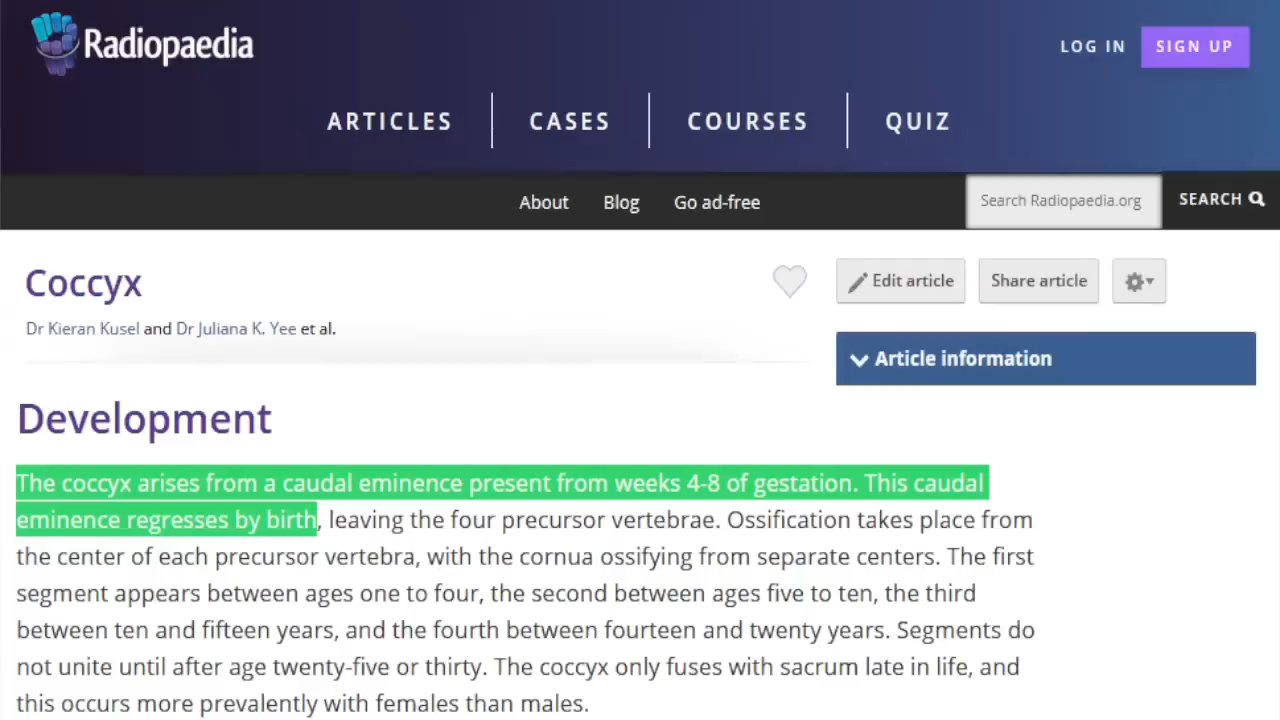 Radiopaedia
LOG IN
SIGN UP
ARTICLES
CASES
COURSES
QUIZ
About
Blog
Go ad-free
Search Radiopaedia.org
SEARCH
Coccyx
Edit article
Share article
Dr Kieran Kusel and Dr Juliana K. Yee et al.
Article information
Development
The coccyx arises from a caudal eminence present from weeks 4-8 of gestation. This caudal
eminence regresses by birth, leaving the four precursor vertebrae. Ossification takes place from
the center of each precursor vertebra, with the cornua ossifying from separate centers. The first
segment appears between ages one to four, the second between ages five to ten, the third
between ten and fifteen years, and the fourth between fourteen and twenty years. Segments do
not unite until after age twenty-five or thirty. The coccyx only fuses with sacrum late in life, and
this occurs more prevalently with females than males.